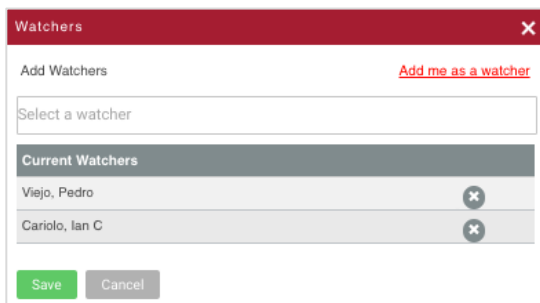 Watchers
Add Watchers Add me as a watcher
Select a watcher
Current Watchers
Viejo, Pedro
Cariolo, Ian C
Save Cancel